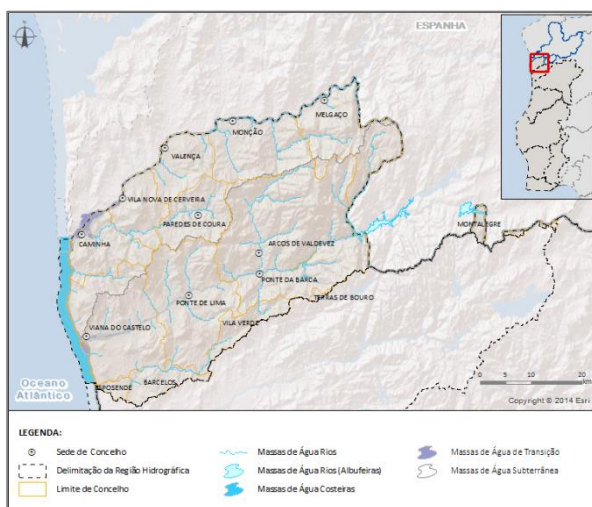 ESPANHA
MELGAÇO
MONÇÃO
VALENÇA
VILA NOVA DE CERVEIRA
PAREDES DE COURA
MONTALEGRE
CAMINHA
ARCOS DE VALDEVEZ
PONTE DA BARCA
PONTE DE LIMA
TERRAS DE BOURO
VILA VERDE
VIANA DO CASTELO
Oceano
Atlântico
ESPOSENDE
BARCELOS
0 5 10 20
km
Copyright © 2014 Esri
LEGENDA:
Sede de Concelho
Massas de Água Rios
Massas de Água de Transição
Delimitação da Região Hidrográfica
Massas de Água Rios (Albufeiras)
Massas de Água Subterrânea
Limite de Concelho
Massas de Água Costeiras